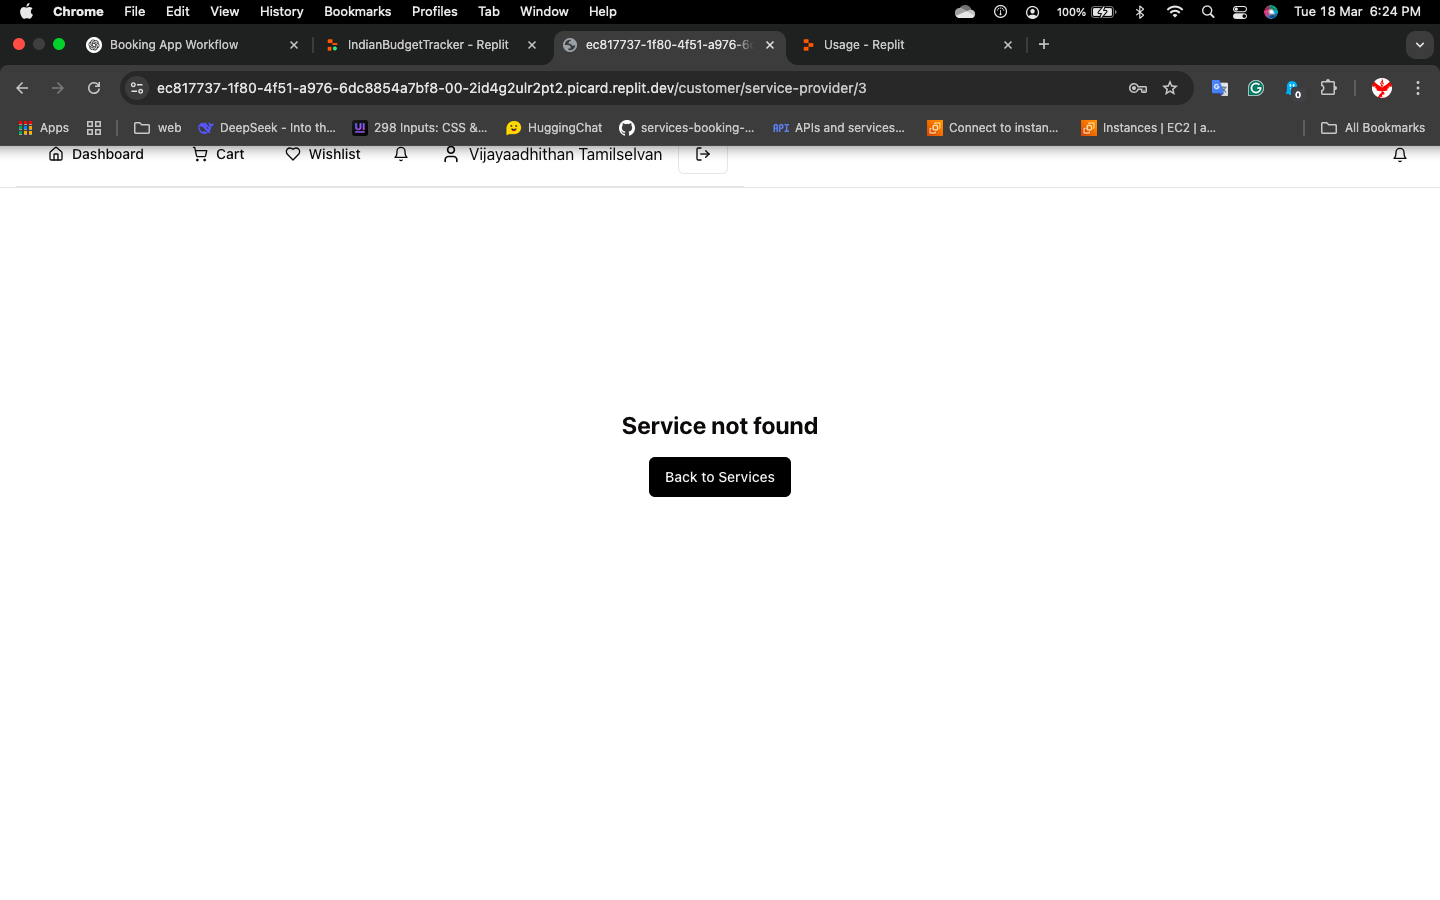 Chrome File Edit View History Bookmarks Profiles Tab Window Help 100% Tue 18 Mar 6:24 PM
Booking App Workflow IndianBudgetTracker - Replit ec817737-1f80-4f51-a976-6 Usage - Replit
ec817737-1f80-4f51-a976-6dc8854a7bf8-00-2id4g2ulr2pt2.picard.replit.dev/customer/service-provider/3
Apps web DeepSeek - Into th... UI 298 Inputs: CSS &... HuggingChat services-booking-... API APIs and services... Connect to instan... Instances | EC2 | a... All Bookmarks
Dashboard Cart Wishlist Vijayaadhithan Tamilselvan
Service not found
Back to Services